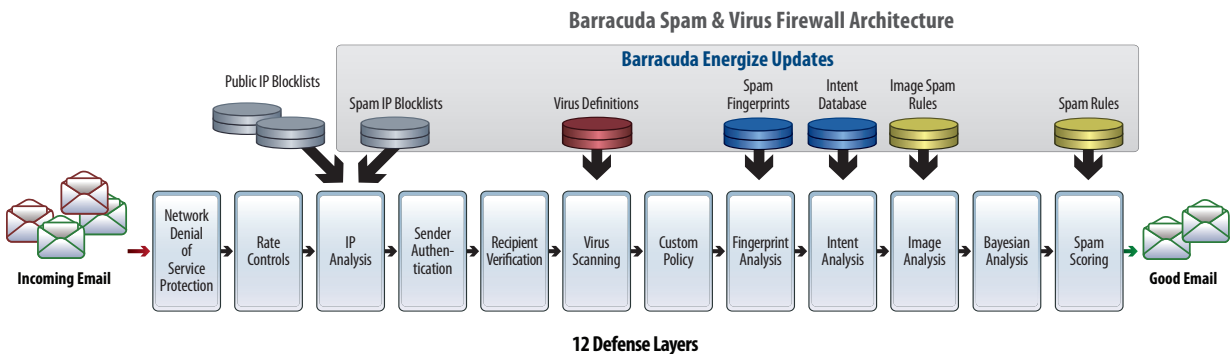 Barracuda Spam & Virus Firewall Architecture
Barracuda Energize Updates
Public IP Blocklists
Spam IP Blocklists
Virus Definitions
Spam
Fingerprints
Intent
Database
Image Spam
Rules
Spam Rules
Incoming Email
Network
Denial
of
Service
Protection
Rate
Controls
IP
Analysis
Sender
Authen-
tication
Recipient
Verification
Virus
Scanning
Custom
Policy
Fingerprint
Analysis
Intent
Analysis
Image
Analysis
Bayesian
Analysis
Spam
Scoring
Good Email
12 Defense Layers